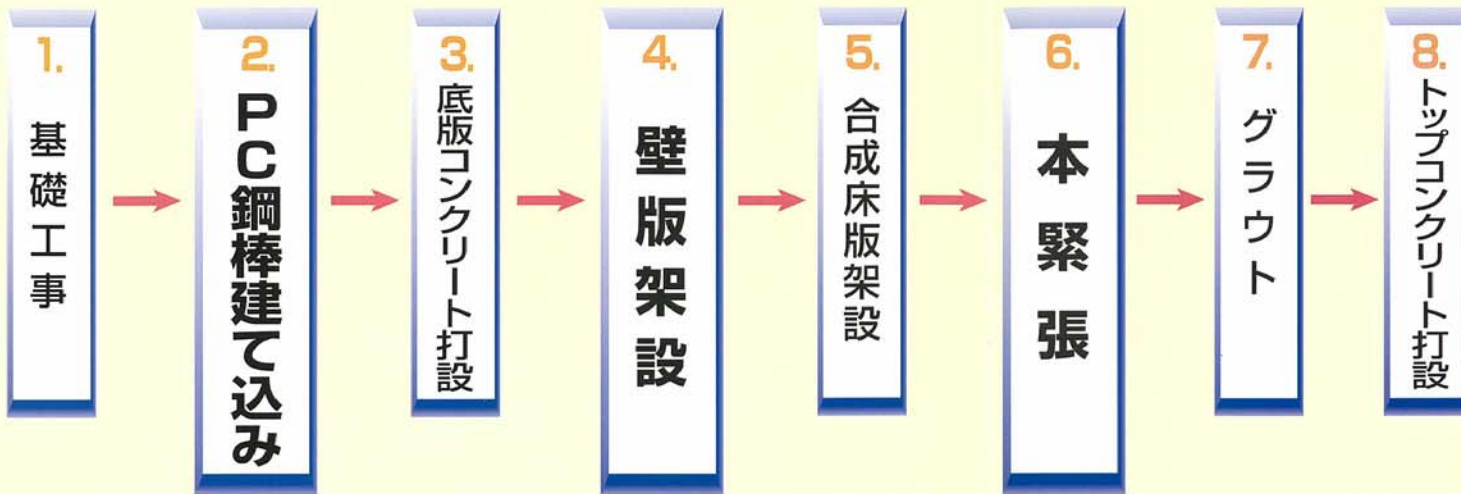 1.
基礎工事
2.
PC鋼棒建て込み
3.
底版コンクリート打設
4.
壁版架設
5.
合成床版架設
6.
本緊張
7.
グラウト
8.
トップコンクリート打設